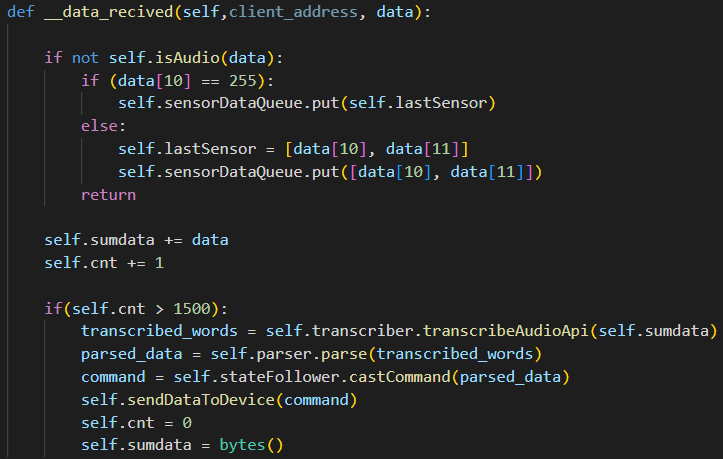 def __data_recived(self,client_address, data):
if not self.isAudio(data):
if (data[10] == 255):
self.sensorDataQueue.put(self.lastSensor)
else:
self.lastSensor = [data[10], data[11]]
self.sensorDataQueue.put([data[10], data[11]])
return
self.sumdata += data
self.cnt += 1
if(self.cnt > 1500):
transcribed_words = self.transcriber.transcribeAudioApi(self.sumdata)
parsed_data = self.parser.parse(transcribed_words)
command = self.stateFollower.castCommand(parsed_data)
self.sendDataToDevice(command)
self.cnt = 0
self.sumdata = bytes()